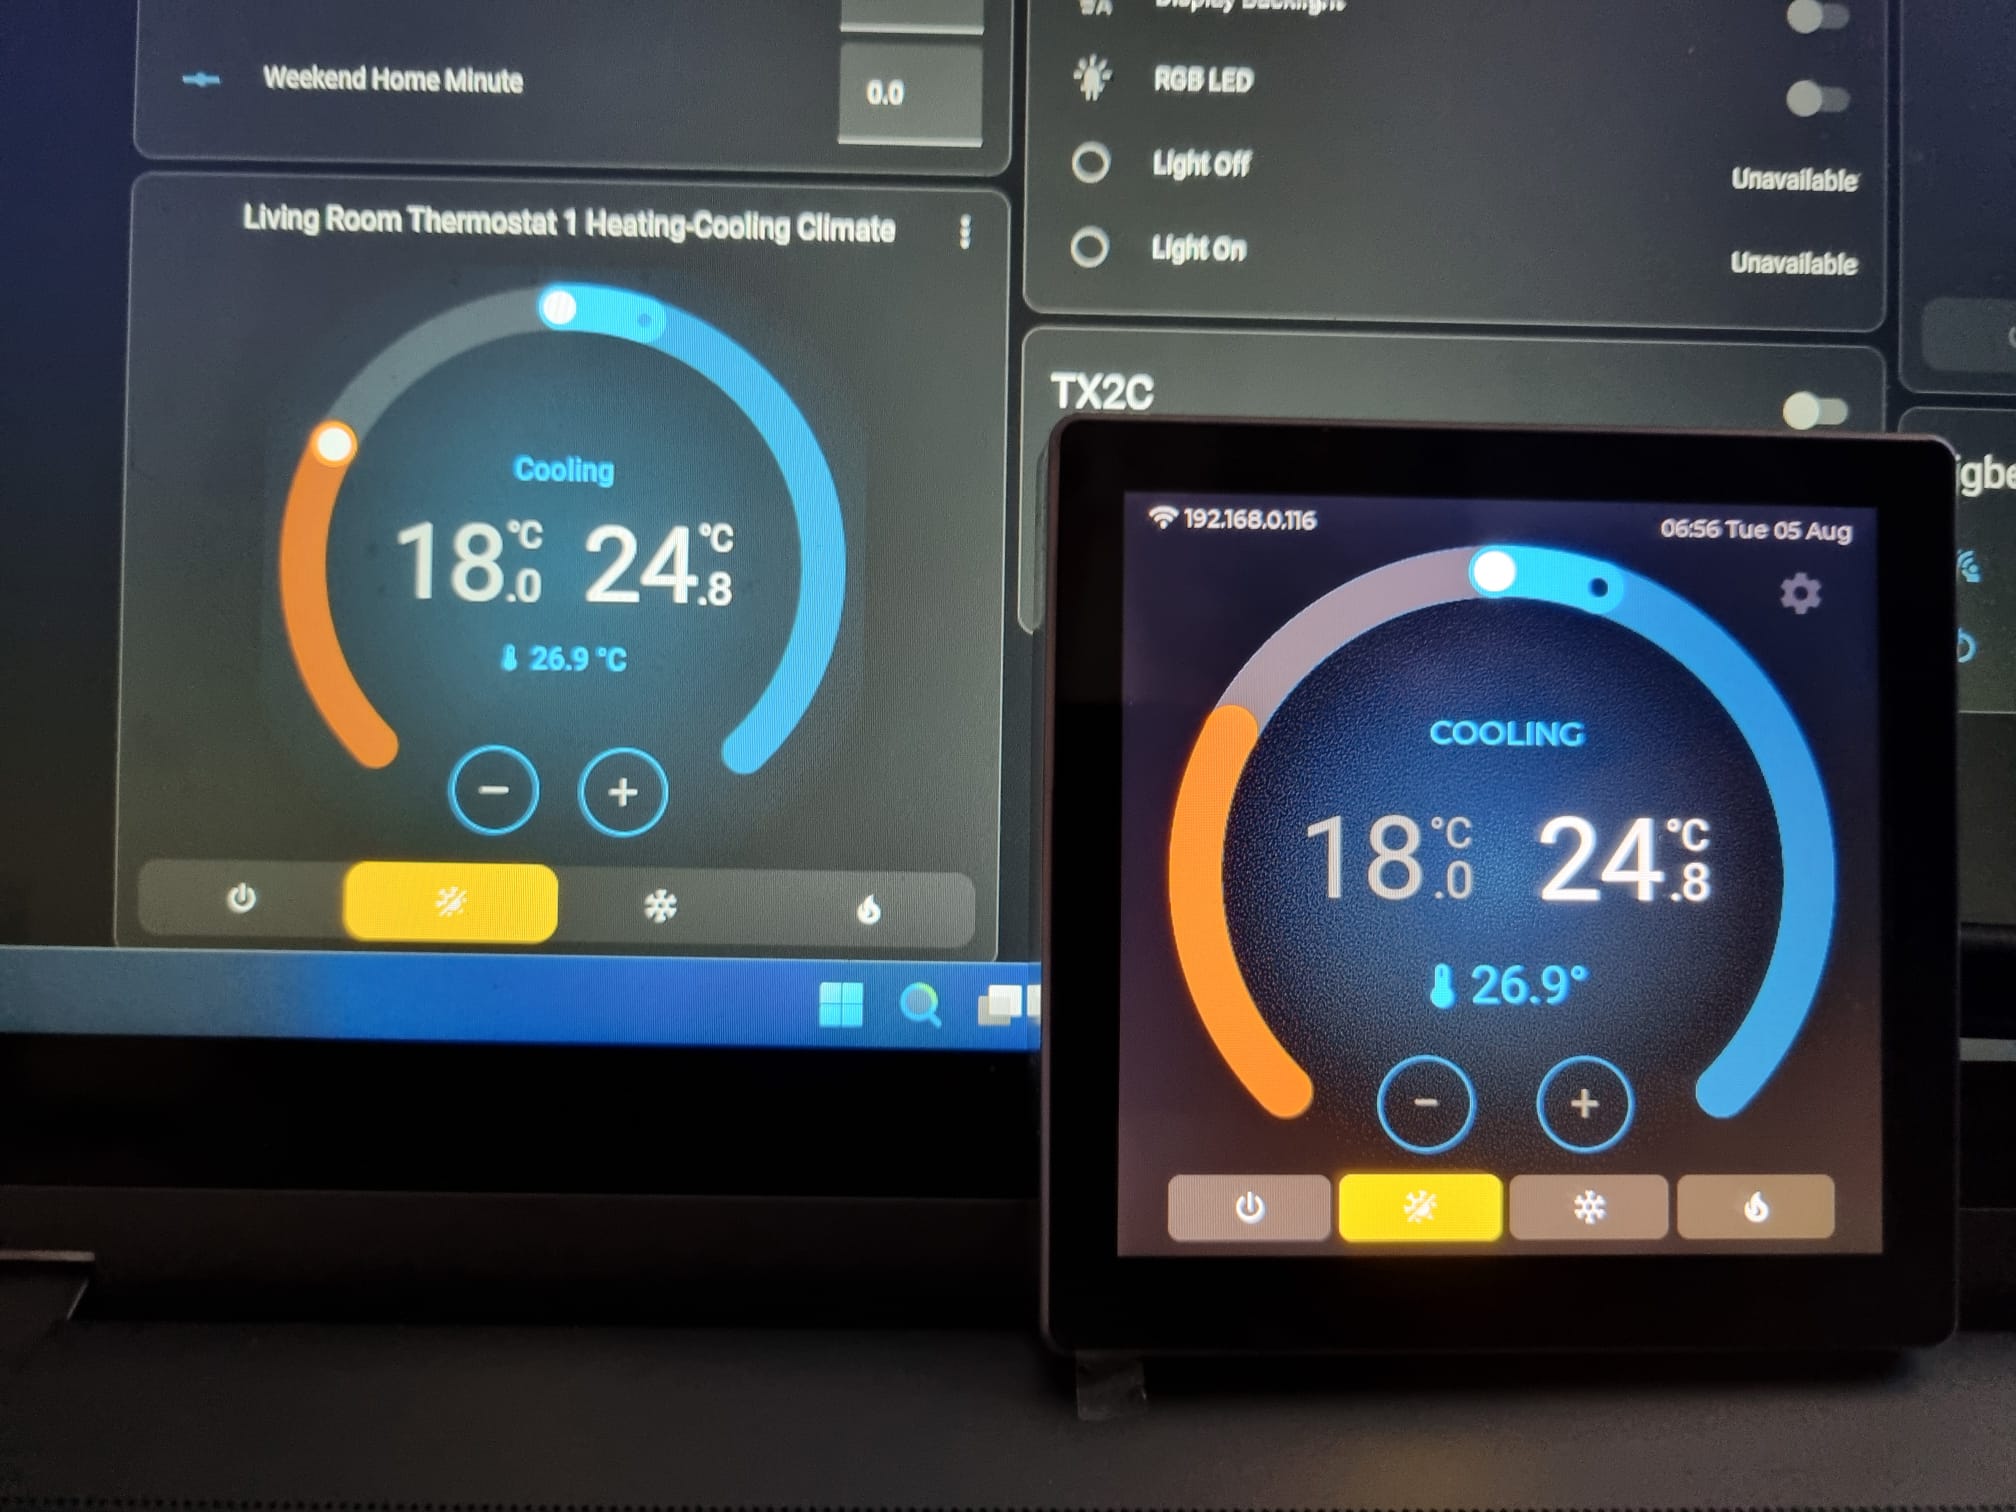 Display Backlight
Weekend Home Minute
0.0
RGB LED
Light Off
Unavailable
Light On
Unavailable
Living Room Thermostat 1 Heating-Cooling Climate
Cooling
18.0 °C 24.8 °C
26.9 °C
TX2C
192.168.0.116
06:56 Tue 05 Aug
COOLING
18.0 °C 24.8 °C
26.9°